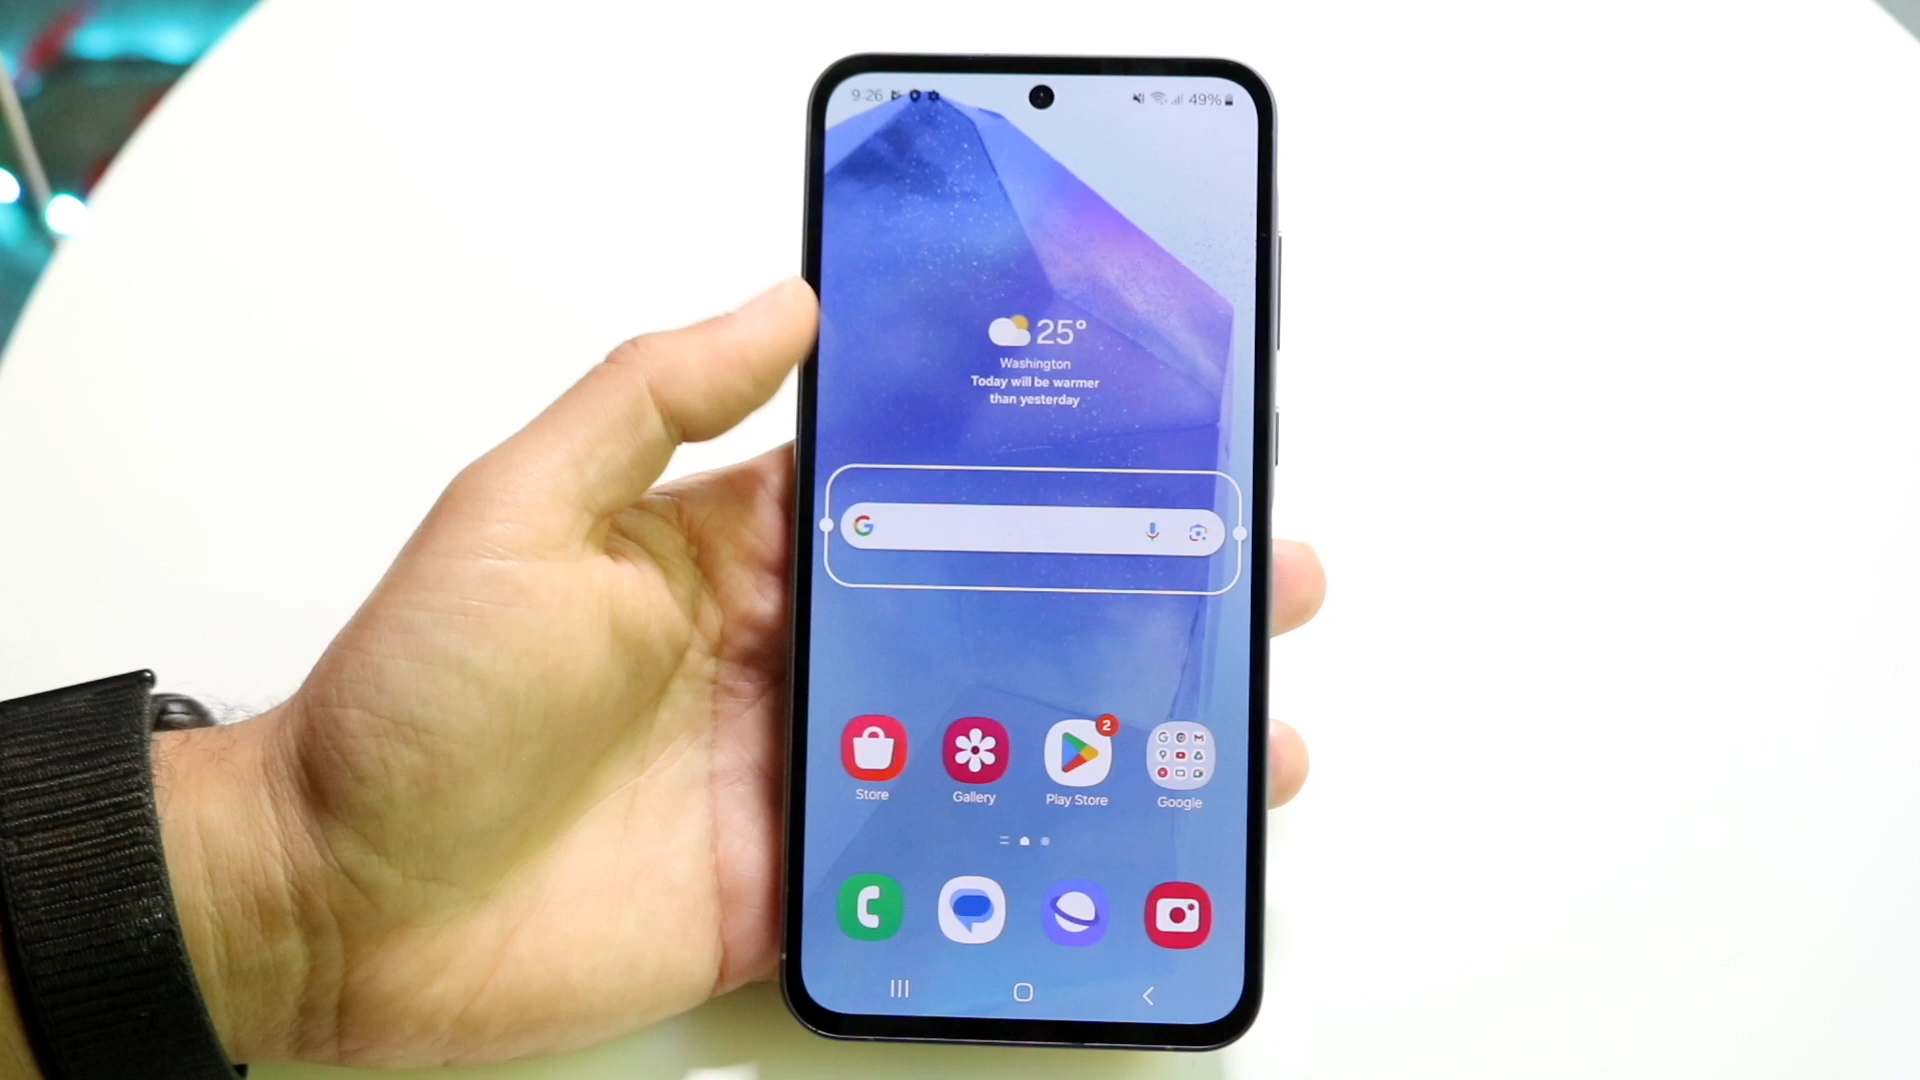 9:26
49%
25°
Washington
Today will be warmer
than yesterday
G
2
Store
Gallery
Play Store
Google